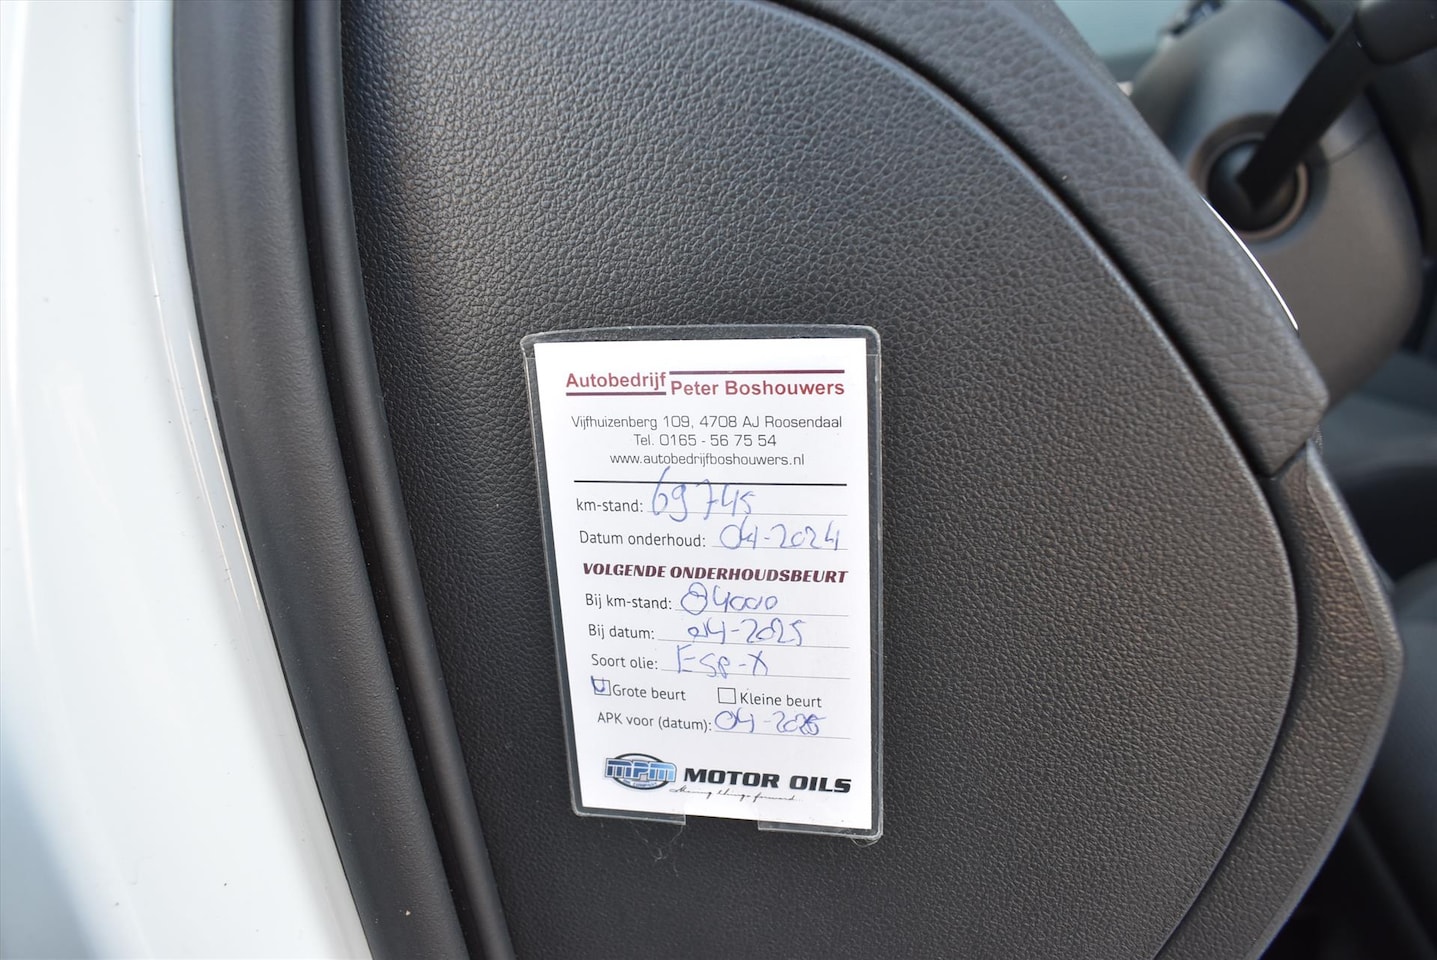 Autobedrijf Peter Boshouwers
Vijfhuizenberg 109, 4708 AJ Roosendaal
Tel. 0165 - 56 75 54
www.autobedrijfboshouwers.nl
km-stand: 69745
Datum onderhoud: 04-2024
VOLGENDE ONDERHOUDSBEURT
Bij km-stand: 84000
Bij datum: 04-2025
Soort olie: ESP-X
Grote beurt Kleine beurt
APK voor (datum): 04-2025
MPM MOTOR OILS